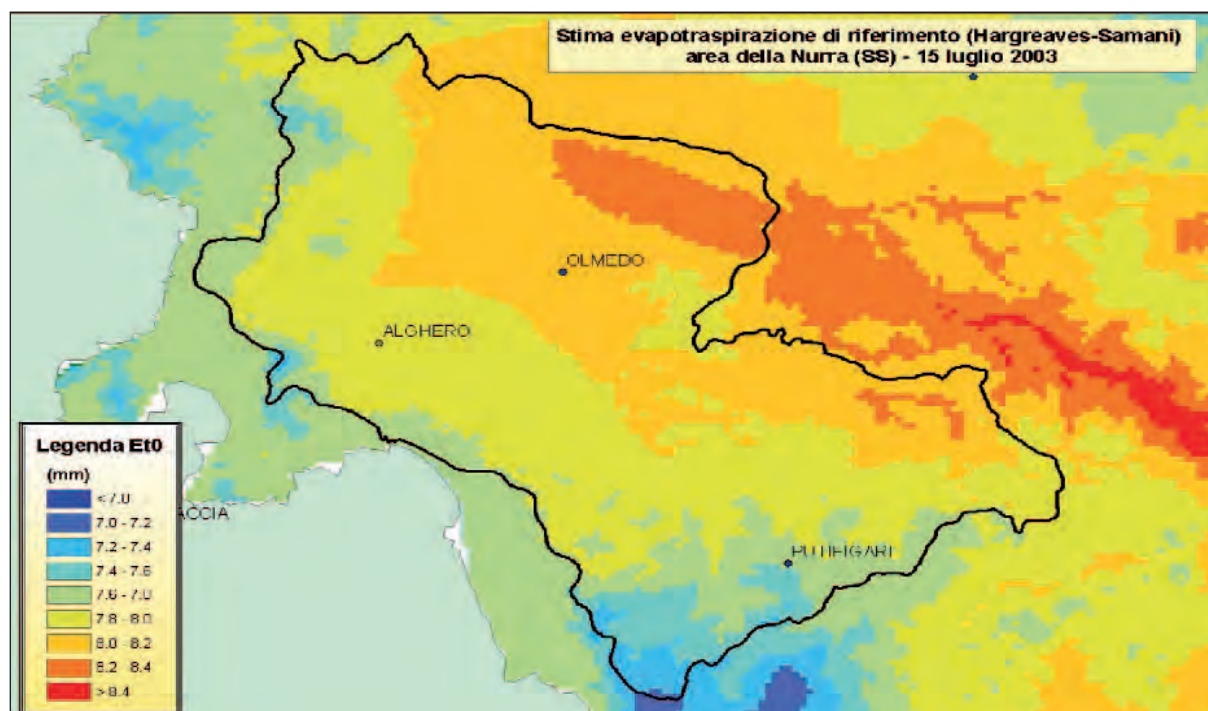 Stima evapotraspirazione di riferimento (Hargreaves-Samani)
area della Nurra (SS) - 15 luglio 2003
OLMEDO
ALGHERO
PUTIFIGARI
ACCIA
Legenda Et0
(mm)
<7.0
7.0 - 7.2
7.2 - 7.4
7.4 - 7.6
7.6 - 7.8
7.8 - 8.0
8.0 - 8.2
8.2 - 8.4
>8.4